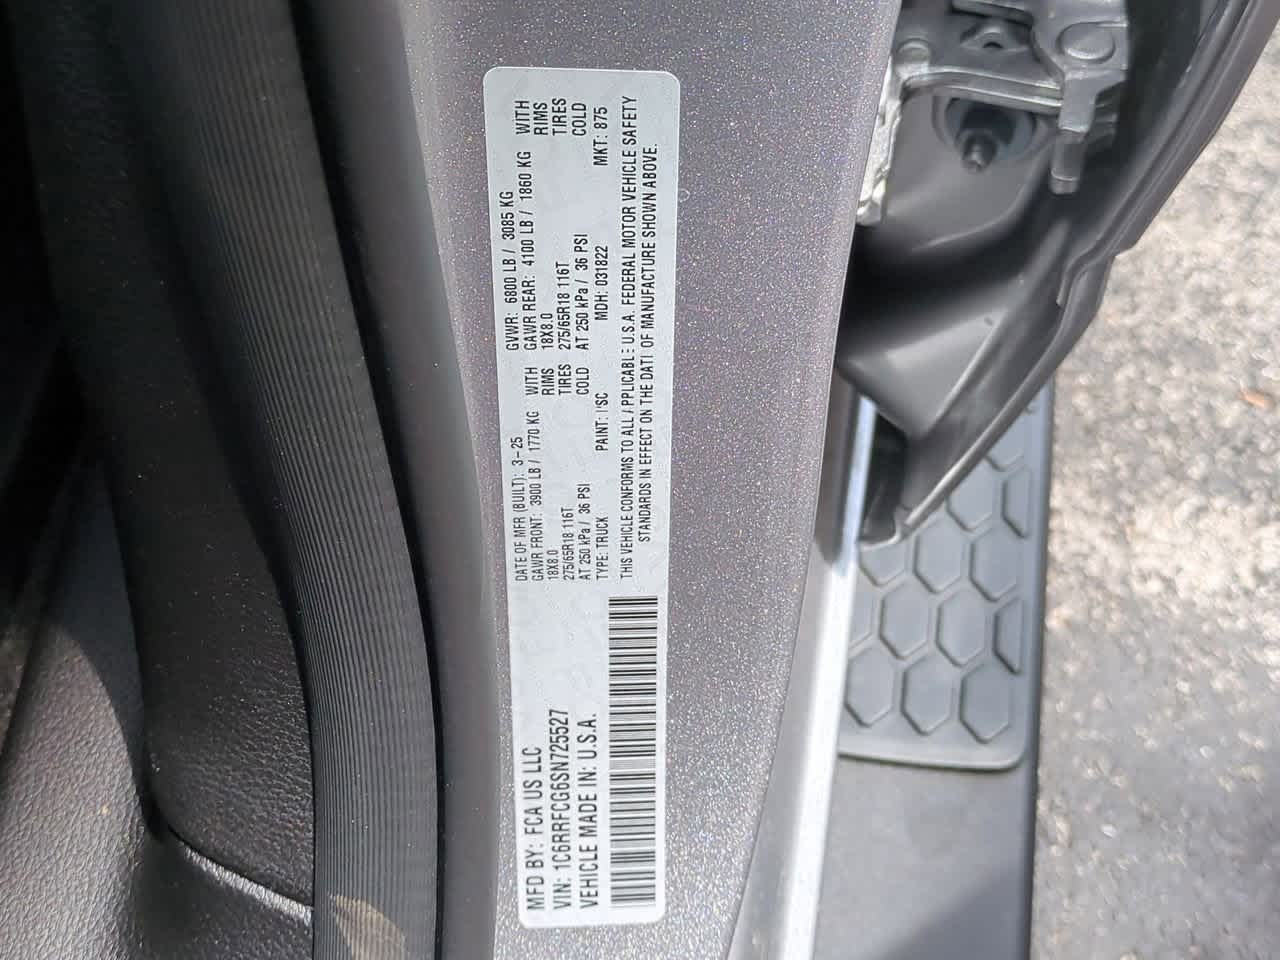 MFD BY: FCA US LLC
VIN: 1C6RRFCG6SN725527
VEHICLE MADE IN: U.S.A.
DATE OF MFR (BUILT): 3-25 GVWR: 6800 LB / 3085 KG
GAWR FRONT: 3900 LB / 1770 KG WITH GAWR REAR: 4100 LB / 1860 KG WITH
18X8.0 RIMS 18X8.0 RIMS
275/65R18 116T TIRES 275/65R18 116T TIRES
AT 250 kPa / 36 PSI COLD AT 250 kPa / 36 PSI COLD
TYPE: TRUCK PAINT: MDH: 031822 MKT: 875
THIS VEHICLE CONFORMS TO ALL APPLICABLE U.S.A. FEDERAL MOTOR VEHICLE SAFETY
STANDARDS IN EFFECT ON THE DATE OF MANUFACTURE SHOWN ABOVE.